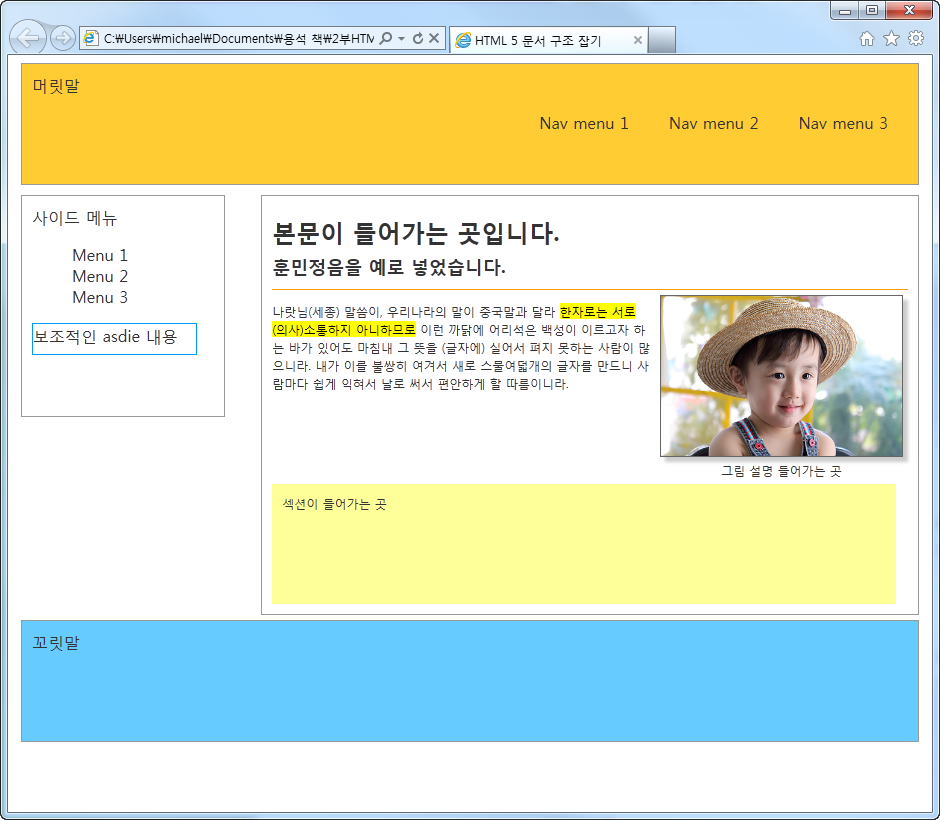 C:₩Users₩michael₩Documents₩용석 책₩2부HTM
HTML 5 문서 구조 잡기
머릿말
Nav menu 1 Nav menu 2 Nav menu 3
사이드 메뉴
Menu 1
Menu 2
Menu 3
보조적인 asdie 내용
본문이 들어가는 곳입니다.
훈민정음을 예로 넣었습니다.
나랏님(세종) 말씀이, 우리나라의 말이 중국말과 달라 한자로는 서로
(의사)소통하지 아니하므로 이런 까닭에 어리석은 백성이 이르고자 하
는 바가 있어도 마침내 그 뜻을 (글자에) 실어서 펴지 못하는 사람이 많
으니라. 내가 이를 불쌍히 여겨서 새로 스물여덟개의 글자를 만드니 사
람마다 쉽게 익혀서 날로 써서 편안하게 할 따름이니라.
그림 설명 들어가는 곳
섹션이 들어가는 곳
꼬릿말